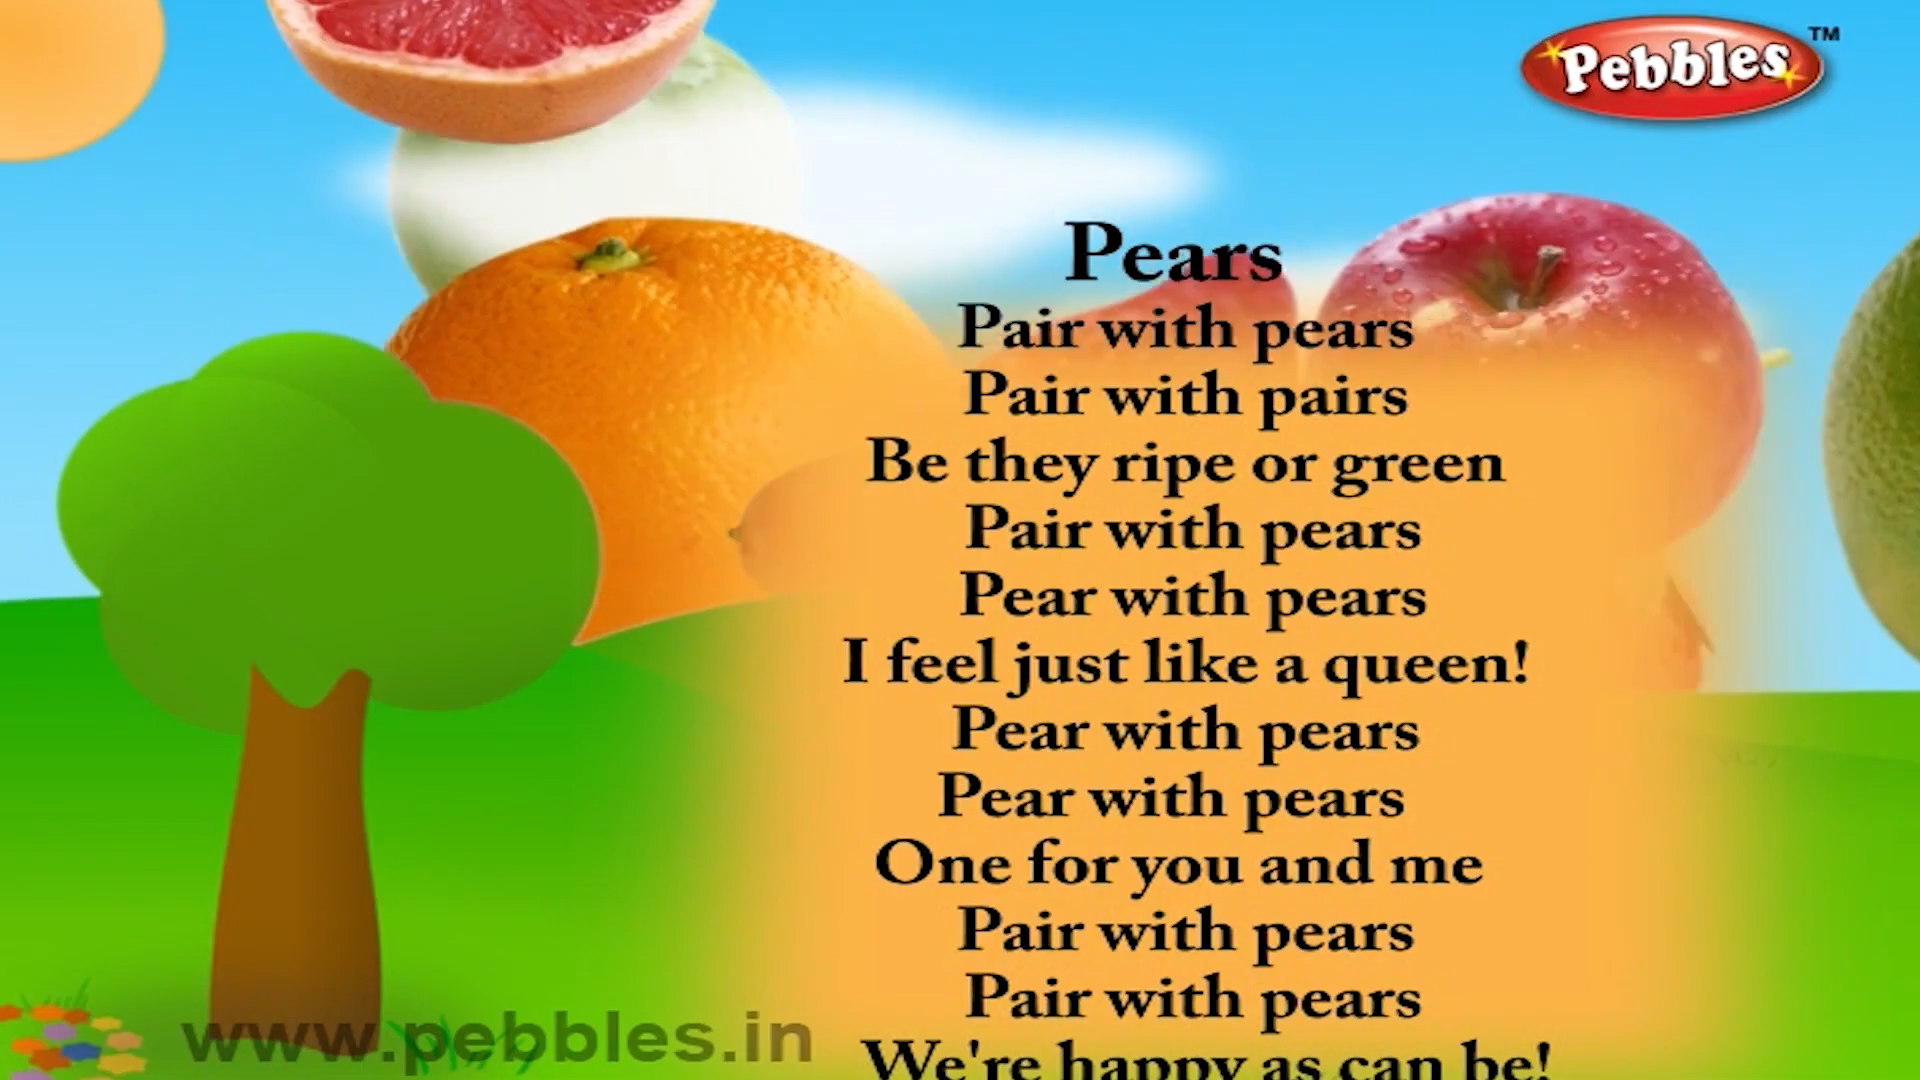 Pebbles TM
Pears
Pair with pears
Pair with pairs
Be they ripe or green
Pair with pears
Pear with pears
I feel just like a queen!
Pear with pears
Pear with pears
One for you and me
Pair with pears
Pair with pears
We're happy as can be!
www.pebbles.in